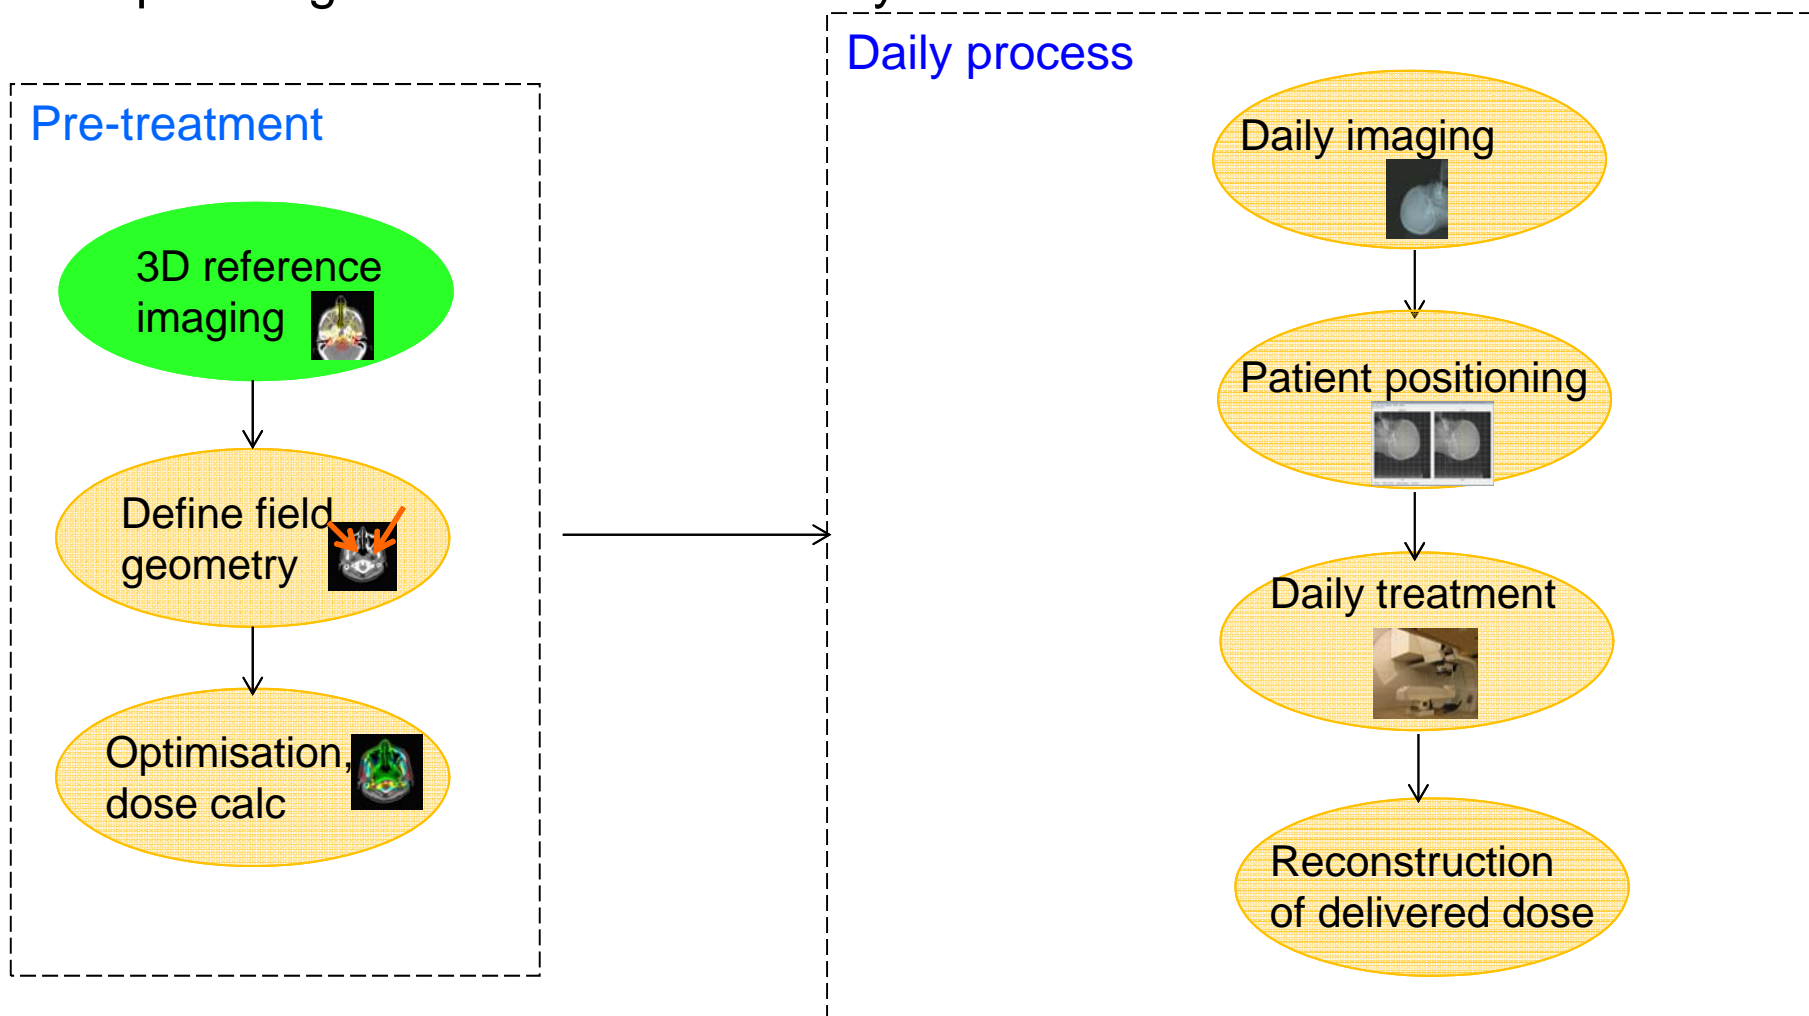 Pre-treatment
3D reference
imaging
Define field
geometry
Optimisation,
dose calc
Daily process
Daily imaging
Patient positioning
Daily treatment
Reconstruction
of delivered dose